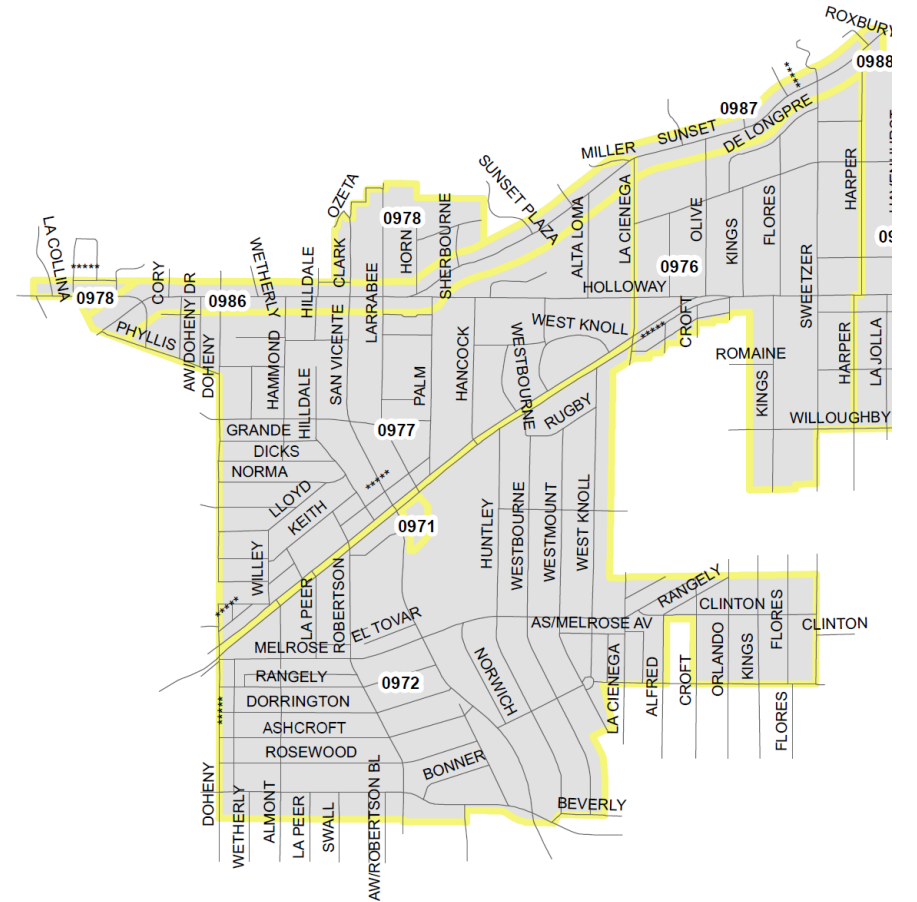 ROXBURY
0988
*****
0987
SUNSET
DE LONGPRE
MILLER
SUNSET PLAZA
OZETA
0978
HARPER
LA COLLINA
*****
CORY
WETHERLY
HILLDALE
CLARK
LARRABEE
HORN
SHERBOURNE
ALTA LOMA
LA CIENEGA
OLIVE
KINGS
FLORES
SWEETZER
0976
0978
0986
HOLLOWAY
AW/DOHENY DR
PHYLLIS
DOHENY
HAMMOND
HILLDALE
SAN VICENTE
PALM
HANCOCK
WESTBOURNE
WEST KNOLL
*****
CROFT
ROMAINE
KINGS
HARPER
LA JOLLA
RUGBY
WILLOUGHBY
GRANDE
0977
DICKS
NORMA
LLOYD
KEITH
*****
0971
HUNTLEY
WESTBOURNE
WESTMOUNT
WEST KNOLL
WILLEY
*****
LA PEER
ROBERTSON
RANGELY
CLINTON
FLORES
CLINTON
EL TOVAR
AS/MELROSE AV
MELROSE
RANGELY
0972
NORWICH
LA CIENEGA
ALFRED
CROFT
ORLANDO
KINGS
FLORES
*****
DORRINGTON
ASHCROFT
ROSEWOOD
BONNER
BEVERLY
DOHENY
WETHERLY
ALMONT
LA PEER
SWALL
AW/ROBERTSON BL